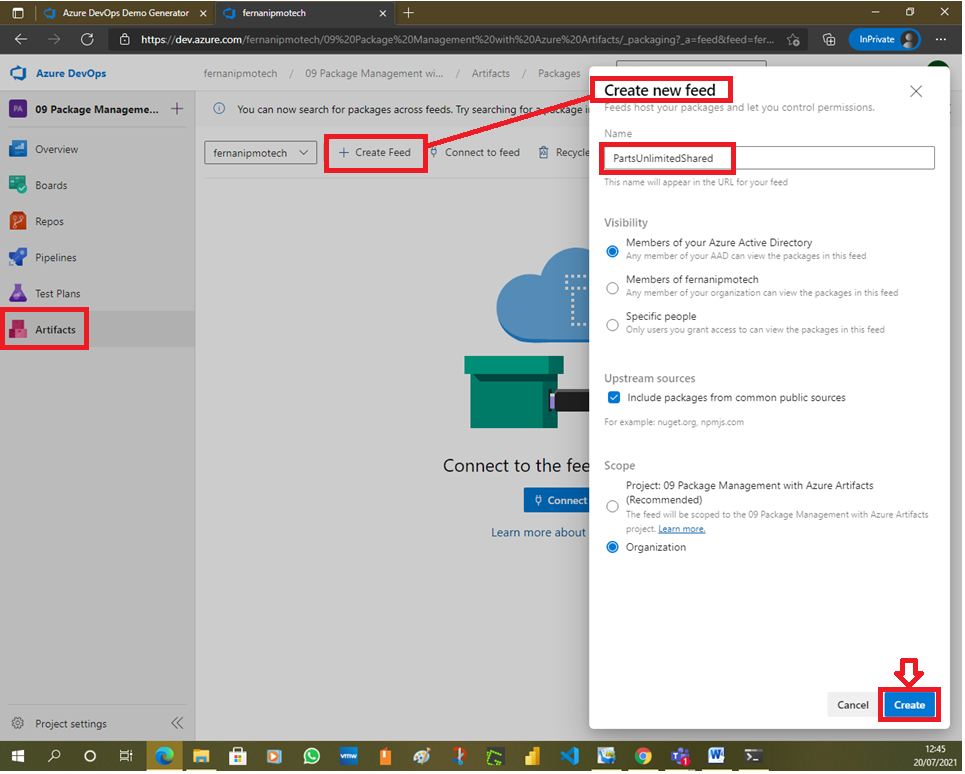 Azure DevOps Demo Generator
fernanipmotech
https://dev.azure.com/fernanipmotech/09%20Package%20Management%20with%20Azure%20Artifacts/_packaging?_a=feed&feed=fer...
InPrivate
Azure DevOps
fernanipmotech / 09 Package Management wi... / Artifacts / Packages
PA
09 Package Manageme...
Overview
Boards
Repos
Pipelines
Test Plans
Artifacts
Project settings
You can now search for packages across feeds. Try searching for a package in
fernanipmotech
+ Create Feed
Connect to feed
Recycle
Connect to the fee
Connect
Learn more about
Create new feed
Feeds host your packages and let you control permissions.
Name
PartsUnlimitedShared
This name will appear in the URL for your feed
Visibility
Members of your Azure Active Directory
Any member of your AAD can view the packages in this feed
Members of fernanipmotech
Any member of your organization can view the packages in this feed
Specific people
Only users you grant access to can view the packages in this feed
Upstream sources
Include packages from common public sources
For example: nuget.org, npmjs.com
Scope
Project: 09 Package Management with Azure Artifacts
(Recommended)
The feed will be scoped to the 09 Package Management with Azure Artifacts
project. Learn more.
Organization
Cancel
Create
vmw
12:45
20/07/2021